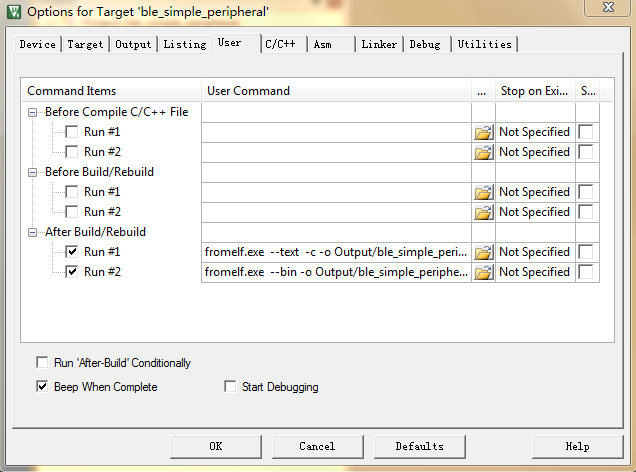 Options for Target 'ble_simple_peripheral'
Device Target Output Listing User C/C++ Asm Linker Debug Utilities
Command Items User Command ... Stop on Exi... S...
Before Compile C/C++ File
Run #1 Not Specified
Run #2 Not Specified
Before Build/Rebuild
Run #1 Not Specified
Run #2 Not Specified
After Build/Rebuild
Run #1 fromelf.exe --text -c -o Output/ble_simple_peri... Not Specified
Run #2 fromelf.exe --bin -o Output/ble_simple_periphe... Not Specified
Run 'After-Build' Conditionally
Beep When Complete Start Debugging
OK Cancel Defaults Help